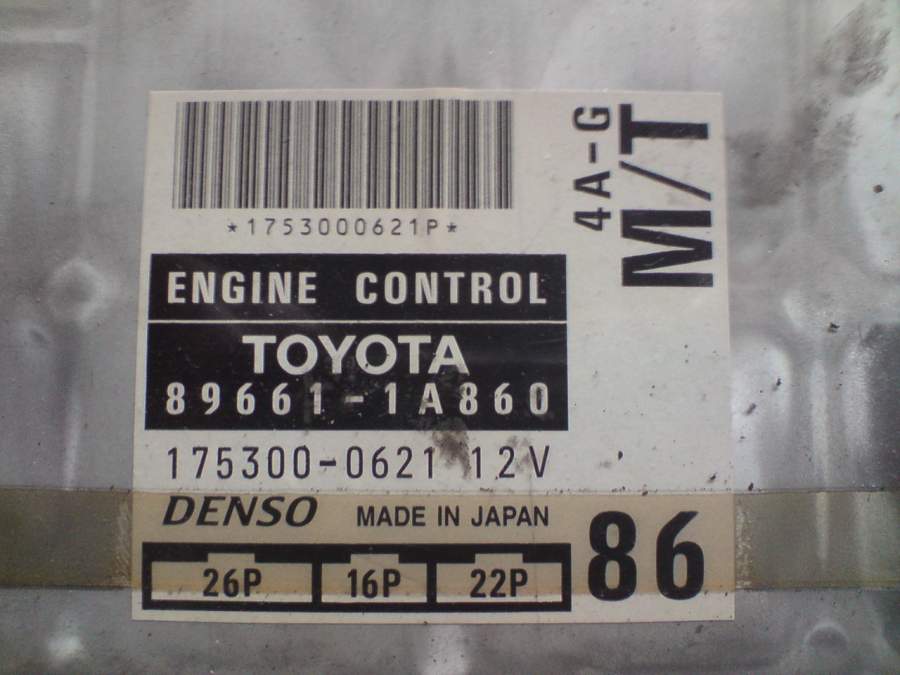 *1753000621P*
4A-G
M/T
ENGINE CONTROL
TOYOTA
89661-1A860
175300-0621 12V
DENSO MADE IN JAPAN
26P 16P 22P
86